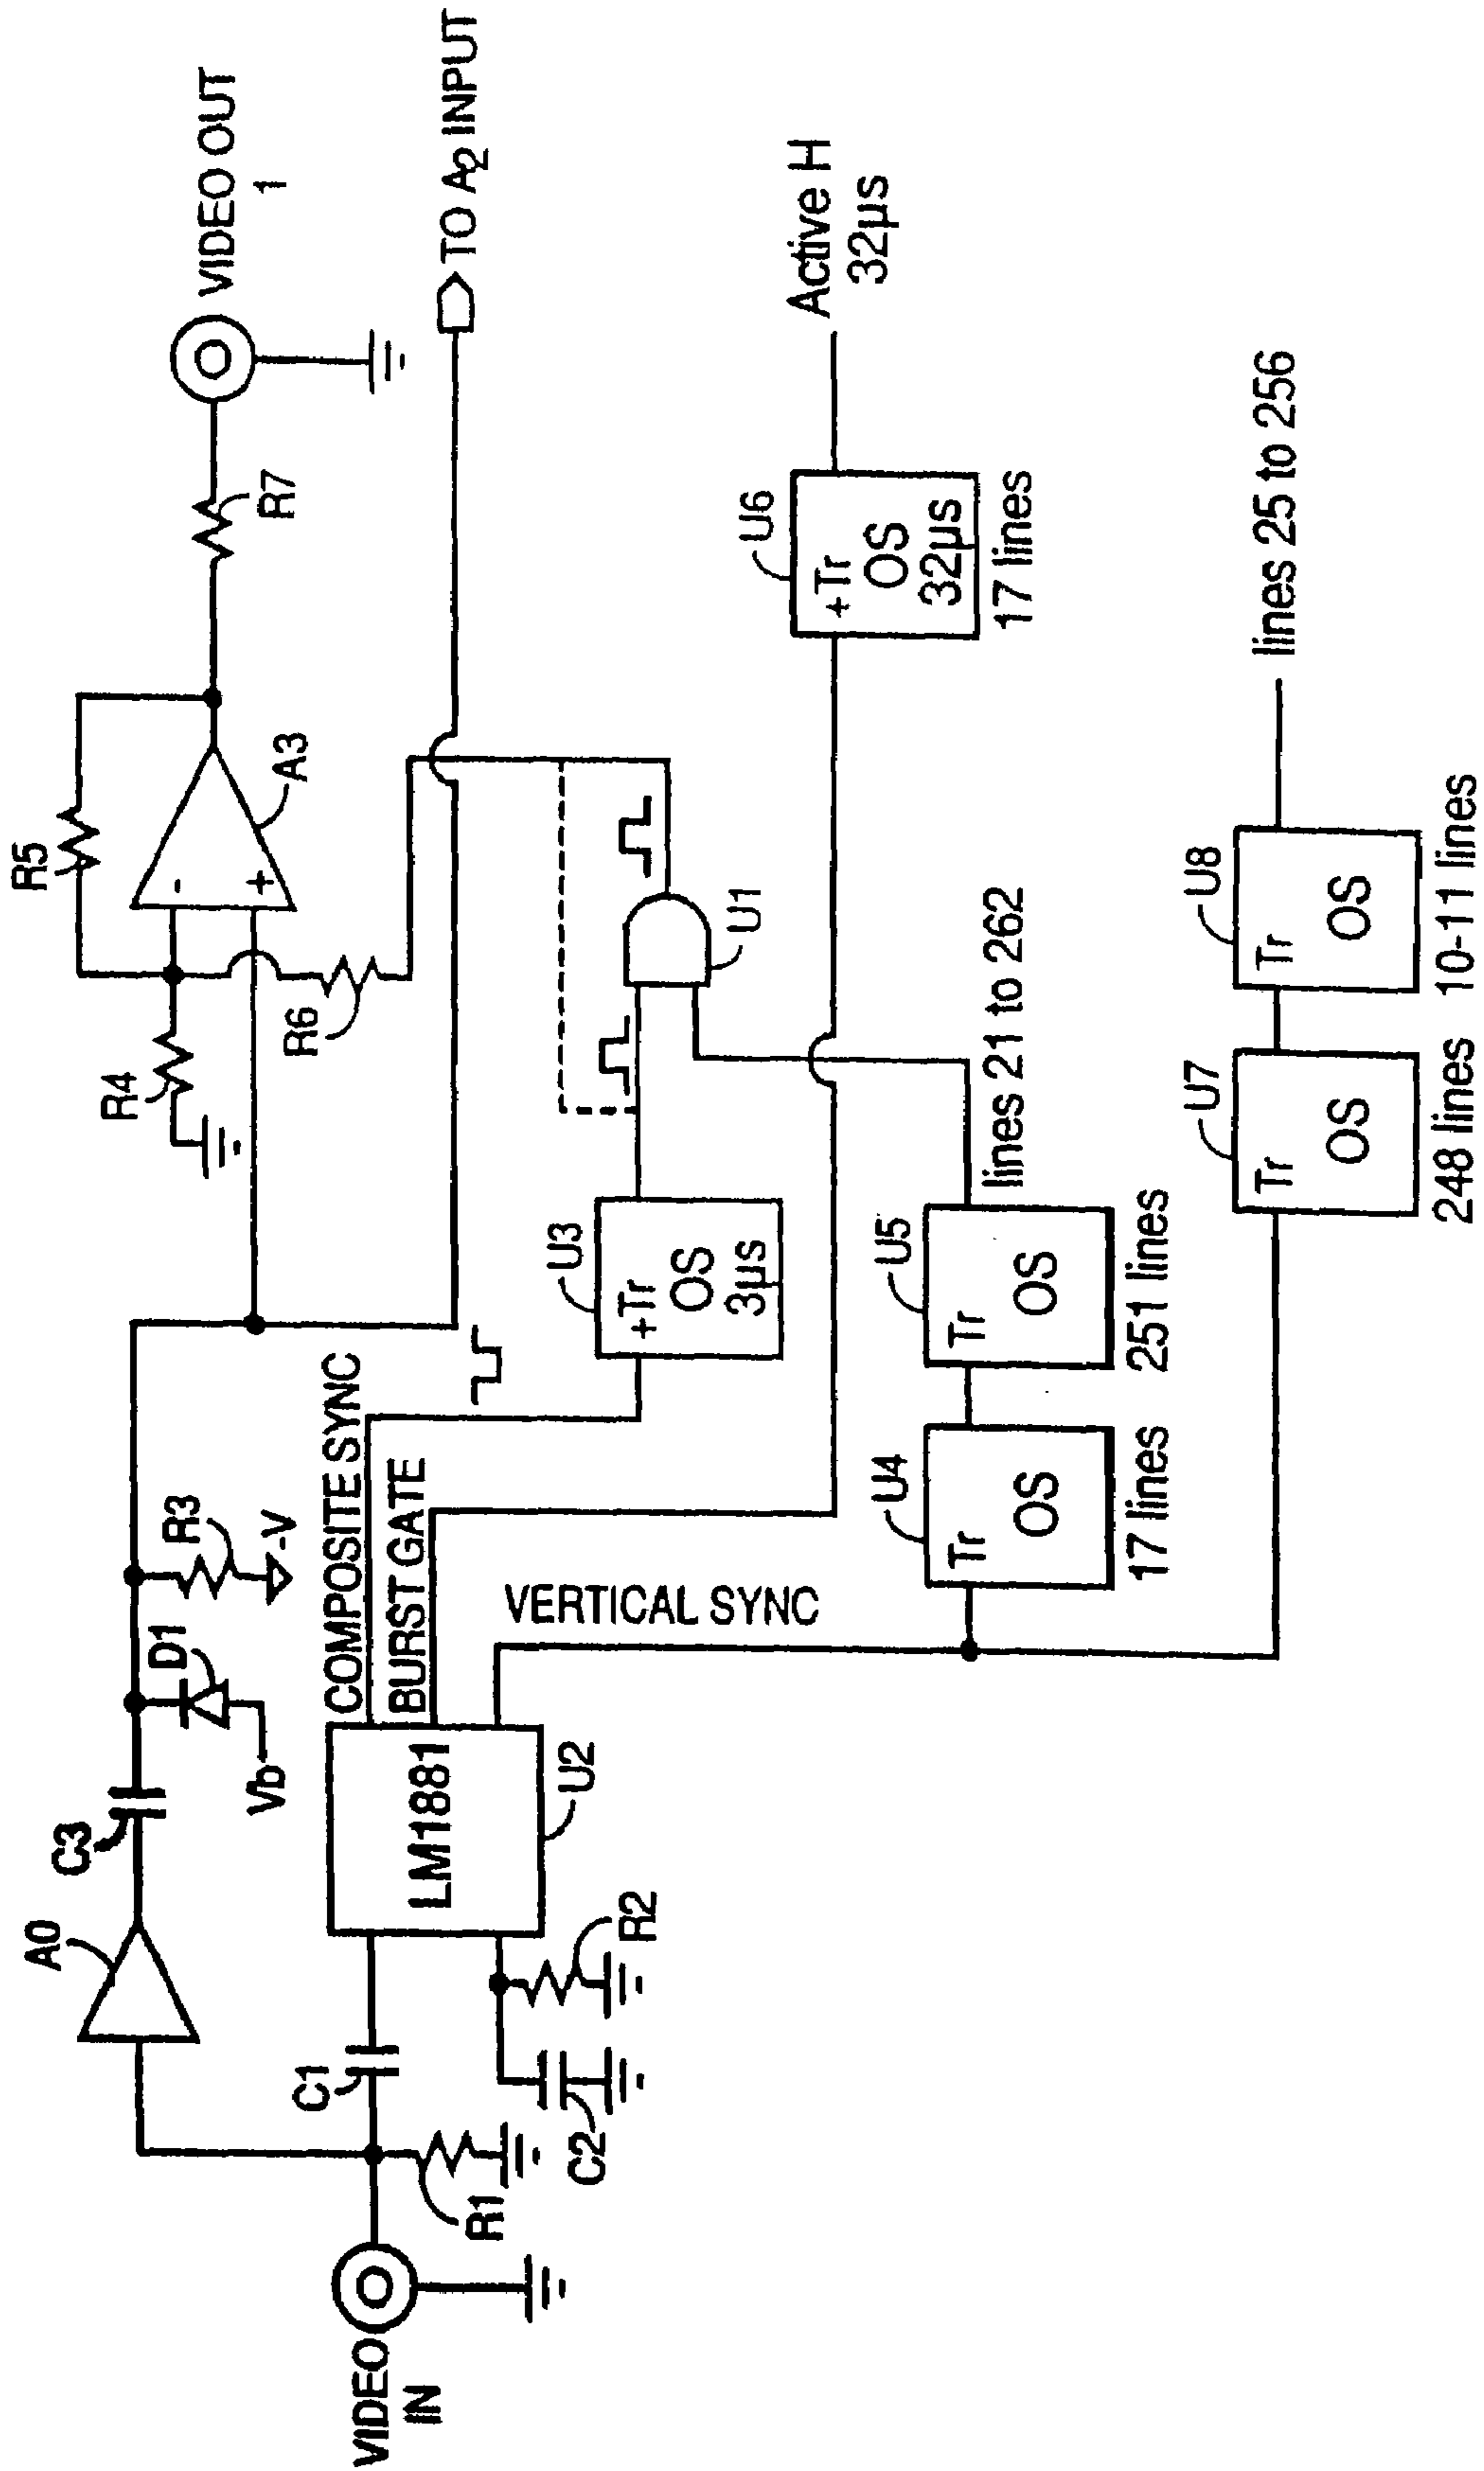 VIDEO
IN
R1
C1
C2
R2
A0
C3
LM1881
U2
Vb
D1
R3
-V
COMPOSITE SYNC
BURST GATE
VERTICAL SYNC
R4
R5
R6
-
+
A3
R7
VIDEO OUT
1
TO A2 INPUT
U3
+Tr
OS
3µs
U1
U4
Tr
OS
17 lines
U5
Tr
OS
251 lines
lines 21 to 262
U6
+Tr
OS
32µs
17 lines
Active H
32µs
U7
Tr
OS
248 lines
U8
Tr
OS
10-11 lines
lines 25 to 256